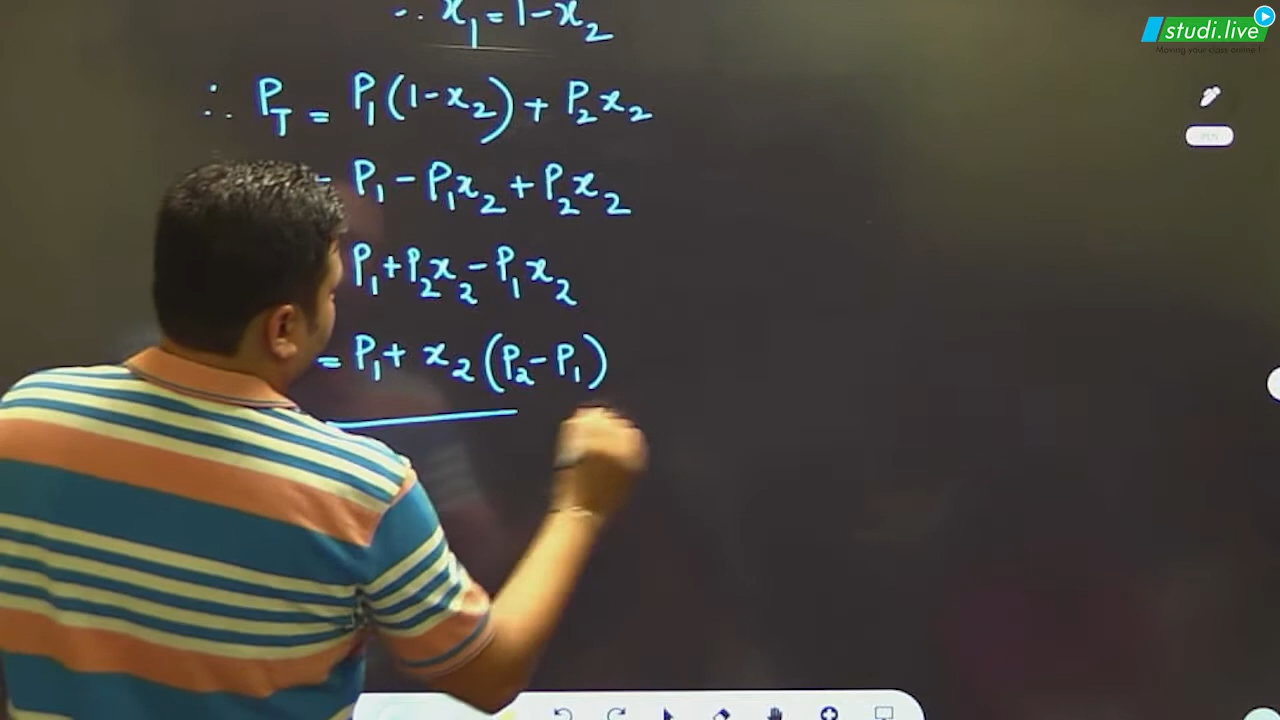 ∴ x₁ = 1 - x₂
studi.live
Moving your class online !
∴ P_T = P₁(1 - x₂) + P₂x₂
PEN
= P₁ - P₁x₂ + P₂x₂
P₁ + P₂x₂ - P₁x₂
= P₁ + x₂(P₂ - P₁)